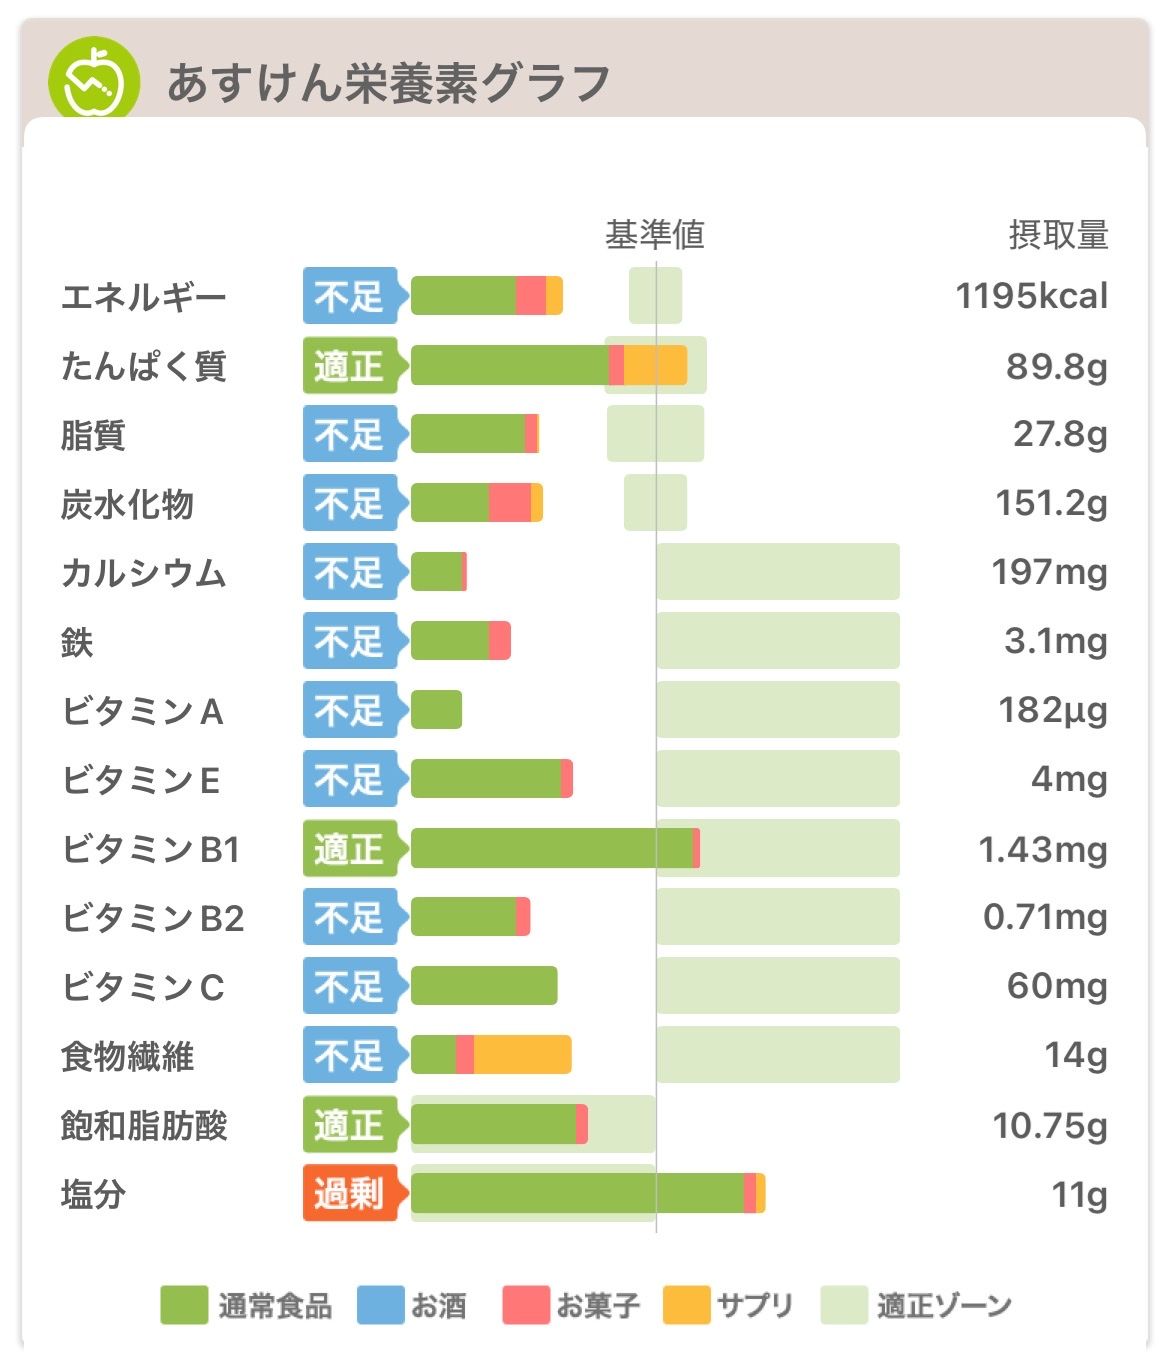 あすけん栄養素グラフ
基準値 摂取量
エネルギー 不足 1195kcal
たんぱく質 適正 89.8g
脂質 不足 27.8g
炭水化物 不足 151.2g
カルシウム 不足 197mg
鉄 不足 3.1mg
ビタミンA 不足 182μg
ビタミンE 不足 4mg
ビタミンB1 適正 1.43mg
ビタミンB2 不足 0.71mg
ビタミンC 不足 60mg
食物繊維 不足 14g
飽和脂肪酸 適正 10.75g
塩分 過剰 11g
通常食品 お酒 お菓子 サプリ 適正ゾーン